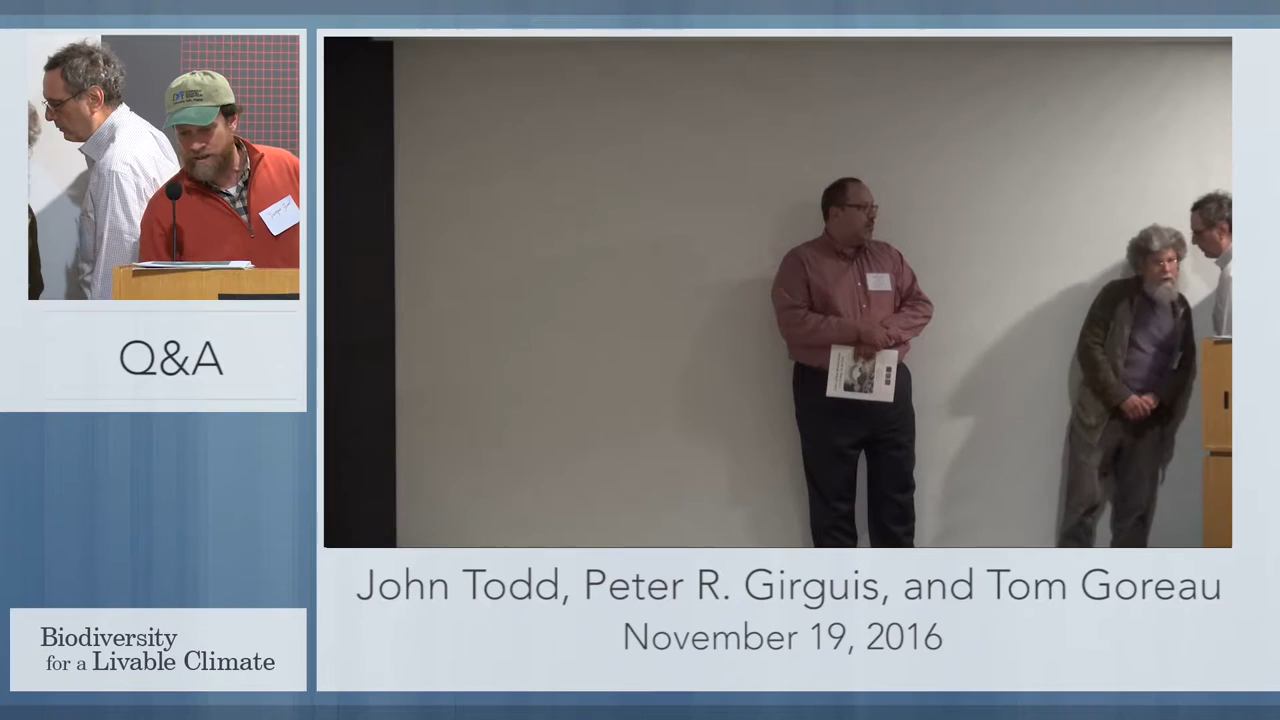 Q&A
John Todd, Peter R. Girguis, and Tom Goreau
November 19, 2016
Biodiversity
for a Livable Climate